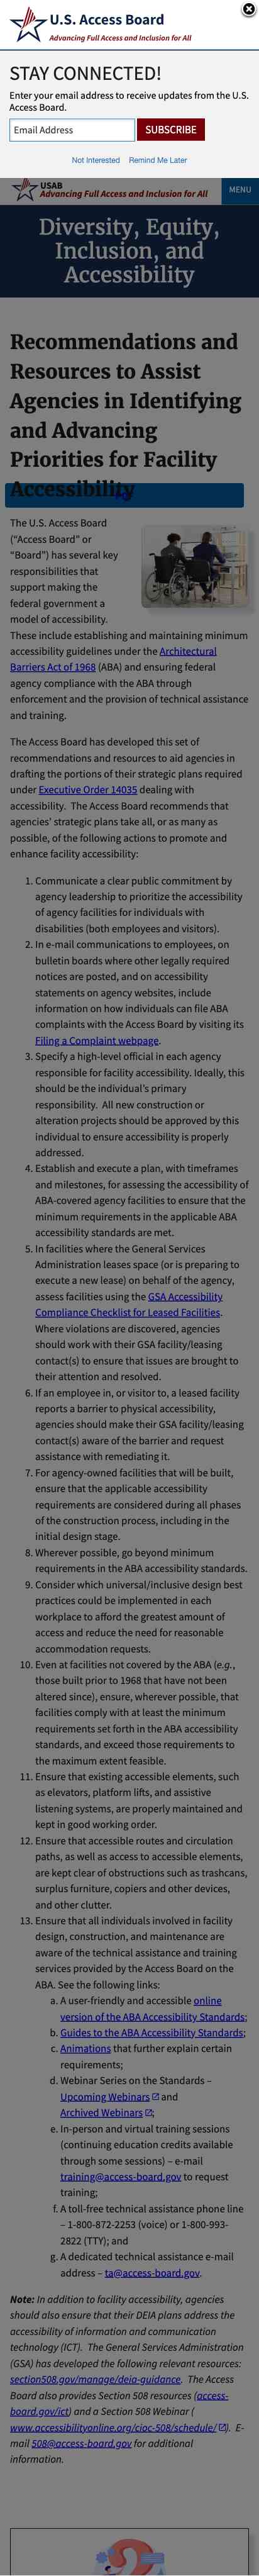 U.S. Access Board
Advancing Full Access and Inclusion for All
STAY CONNECTED!
Enter your email address to receive updates from the U.S.
Access Board.
Email Address
SUBSCRIBE
Not Interested Remind Me Later
USAB
Advancing Full Access and Inclusion for All
MENU
Diversity, Equity,
Inclusion, and
Accessibility
Recommendations and
Resources to Assist
Agencies in Identifying
and Advancing
Priorities for Facility
Accessibility
The U.S. Access Board
(“Access Board” or
“Board”) has several key
responsibilities that
support making the
federal government a
model of accessibility.
These include establishing and maintaining minimum
accessibility guidelines under the Architectural
Barriers Act of 1968 (ABA) and ensuring federal
agency compliance with the ABA through
enforcement and the provision of technical assistance
and training.
The Access Board has developed this set of
recommendations and resources to aid agencies in
drafting the portions of their strategic plans required
under Executive Order 14035 dealing with
accessibility. The Access Board recommends that
agencies’ strategic plans take all, or as many as
possible, of the following actions to promote and
enhance facility accessibility:
1. Communicate a clear public commitment by
agency leadership to prioritize the accessibility
of agency facilities for individuals with
disabilities (both employees and visitors).
2. In e-mail communications to employees, on
bulletin boards where other legally required
notices are posted, and on accessibility
statements on agency websites, include
information on how individuals can file ABA
complaints with the Access Board by visiting its
Filing a Complaint webpage.
3. Specify a high-level official in each agency
responsible for facility accessibility. Ideally, this
should be the individual’s primary
responsibility. All new construction or
alteration projects should be approved by this
individual to ensure accessibility is properly
addressed.
4. Establish and execute a plan, with timeframes
and milestones, for assessing the accessibility of
ABA-covered agency facilities to ensure that the
minimum requirements in the applicable ABA
accessibility standards are met.
5. In facilities where the General Services
Administration leases space (or is preparing to
execute a new lease) on behalf of the agency,
assess facilities using the GSA Accessibility
Compliance Checklist for Leased Facilities.
Where violations are discovered, agencies
should work with their GSA facility/leasing
contact(s) to ensure that issues are brought to
their attention and resolved.
6. If an employee in, or visitor to, a leased facility
reports a barrier to physical accessibility,
agencies should make their GSA facility/leasing
contact(s) aware of the barrier and request
assistance with remediating it.
7. For agency-owned facilities that will be built,
ensure that the applicable accessibility
requirements are considered during all phases
of the construction process, including in the
initial design stage.
8. Wherever possible, go beyond minimum
requirements in the ABA accessibility standards.
9. Consider which universal/inclusive design best
practices could be implemented in each
workplace to afford the greatest amount of
access and reduce the need for reasonable
accommodation requests.
10. Even at facilities not covered by the ABA (e.g.,
those built prior to 1968 that have not been
altered since), ensure, wherever possible, that
facilities comply with at least the minimum
requirements set forth in the ABA accessibility
standards, and exceed those requirements to
the maximum extent feasible.
11. Ensure that existing accessible elements, such
as elevators, platform lifts, and assistive
listening systems, are properly maintained and
kept in good working order.
12. Ensure that accessible routes and circulation
paths, as well as access to accessible elements,
are kept clear of obstructions such as trashcans,
surplus furniture, copiers and other devices,
and other clutter.
13. Ensure that all individuals involved in facility
design, construction, and maintenance are
aware of the technical assistance and training
services provided by the Access Board on the
ABA. See the following links:
a. A user-friendly and accessible online
version of the ABA Accessibility Standards;
b. Guides to the ABA Accessibility Standards;
c. Animations that further explain certain
requirements;
d. Webinar Series on the Standards –
Upcoming Webinars and
Archived Webinars;
e. In-person and virtual training sessions
(continuing education credits available
through some sessions) – e-mail
training@access-board.gov to request
training;
f. A toll-free technical assistance phone line
– 1-800-872-2253 (voice) or 1-800-993-
2822 (TTY); and
g. A dedicated technical assistance e-mail
address – ta@access-board.gov.
Note: In addition to facility accessibility, agencies
should also ensure that their DEIA plans address the
accessibility of information and communication
technology (ICT). The General Services Administration
(GSA) has developed the following relevant resources:
section508.gov/manage/deia-guidance. The Access
Board also provides Section 508 resources (access-
board.gov/ict) and a Section 508 Webinar (
www.accessibilityonline.org/cioc-508/schedule/). E-
mail 508@access-board.gov for additional
information.